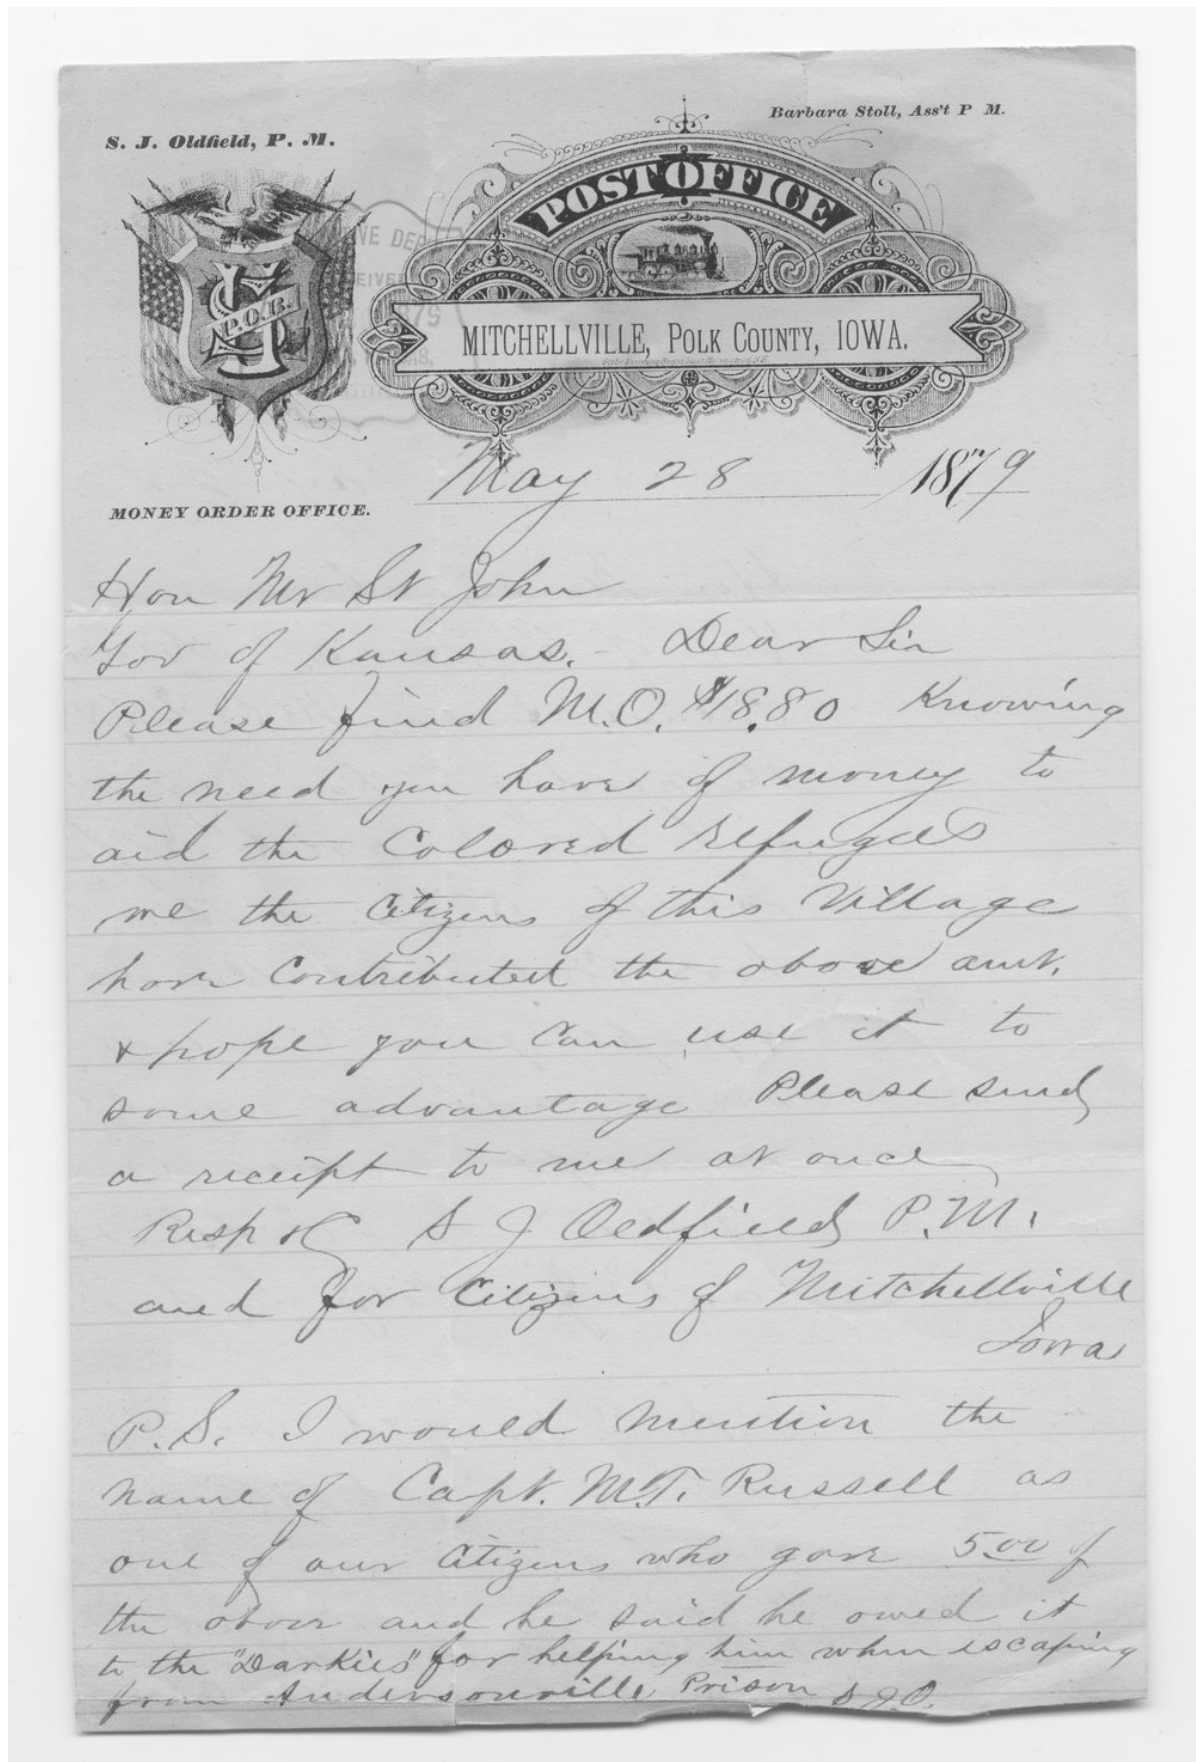 Barbara Stoll, Ass't P M.
S. J. Oldfield, P. M.
POST OFFICE
P.O.B.
MITCHELLVILLE, POLK COUNTY, IOWA.
May 28 1879
MONEY ORDER OFFICE.
Hon Mr St John
Gov of Kansas. - Dear Sir
Please find M.O. $18.80 Knowing
the need you have of money to
aid the Colored refugees
we the Citizens of this Village
have Contributed the above amt.
& hope you can use it to
some advantage Please send
a receipt to me at once
Resp S J Oldfield P.M.
and for Citizens of Mitchellville
Iowa
P.S. I would mention the
name of Capt. M.T. Russell as
one of our Citizens who gave 5.00 of
the above and he said he owed it
to the "Darkies" for helping him when escaping
from Andersonville Prison S J O.